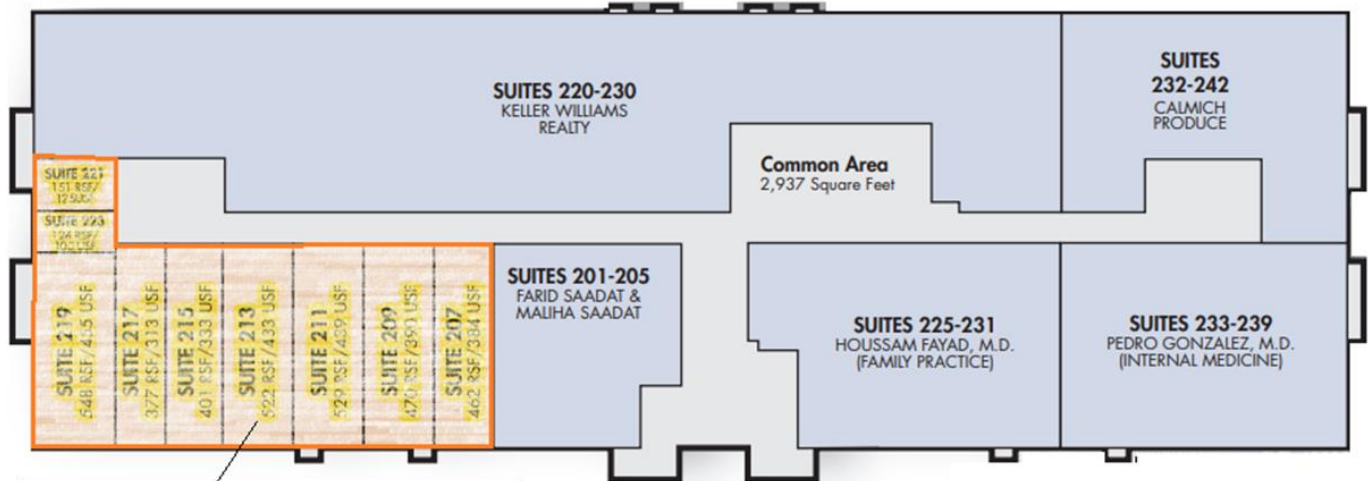 SUITES 220-230
KELLER WILLIAMS
REALTY
SUITES
232-242
CALMICH
PRODUCE
Common Area
2,937 Square Feet
SUITE 221
151 RSF/
SUITE 223
SUITE 219
548 RSF/455 USF
SUITE 217
377 RSF/313 USF
SUITE 215
401 RSF/333 USF
SUITE 213
522 RSF/433 USF
SUITE 211
529 RSF/439 USF
SUITE 209
470 RSF/390 USF
SUITE 207
462 RSF/384 USF
SUITES 201-205
FARID SAADAT &
MALIHA SAADAT
SUITES 225-231
HOUSSAM FAYAD, M.D.
(FAMILY PRACTICE)
SUITES 233-239
PEDRO GONZALEZ, M.D.
(INTERNAL MEDICINE)